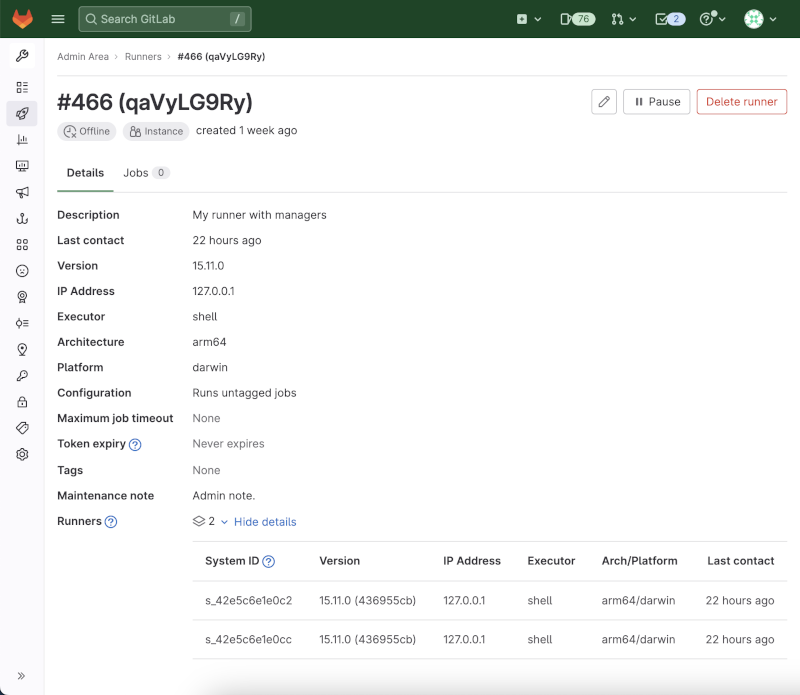 Search GitLab /
76
2
Admin Area › Runners › #466 (qaVyLG9Ry)
#466 (qaVyLG9Ry)
Pause
Delete runner
Offline Instance created 1 week ago
Details Jobs 0
Description My runner with managers
Last contact 22 hours ago
Version 15.11.0
IP Address 127.0.0.1
Executor shell
Architecture arm64
Platform darwin
Configuration Runs untagged jobs
Maximum job timeout None
Token expiry ? Never expires
Tags None
Maintenance note Admin note.
Runners ? 2 Hide details
System ID ? Version IP Address Executor Arch/Platform Last contact
s_42e5c6e1e0c2 15.11.0 (436955cb) 127.0.0.1 shell arm64/darwin 22 hours ago
s_42e5c6e1e0cc 15.11.0 (436955cb) 127.0.0.1 shell arm64/darwin 22 hours ago